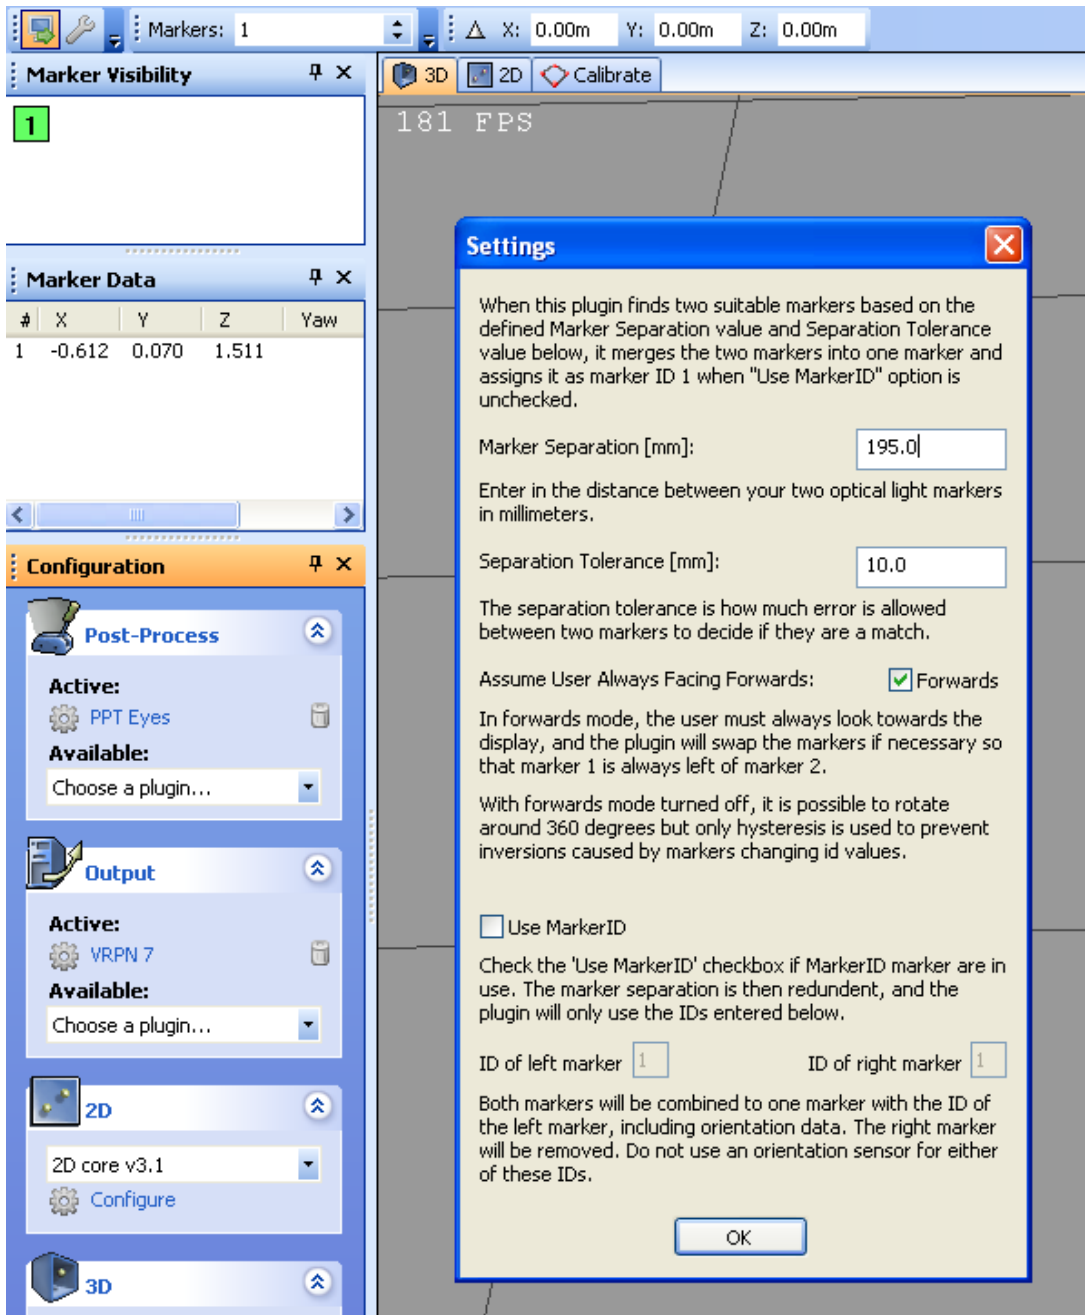 Markers: 1
X: 0.00m Y: 0.00m Z: 0.00m
Marker Visibility
1
3D 2D Calibrate
181 FPS
Marker Data
# X Y Z Yaw
1 -0.612 0.070 1.511
Configuration
Post-Process
Active:
PPT Eyes
Available:
Choose a plugin...
Output
Active:
VRPN 7
Available:
Choose a plugin...
2D
2D core v3.1
Configure
3D
Settings
When this plugin finds two suitable markers based on the
defined Marker Separation value and Separation Tolerance
value below, it merges the two markers into one marker and
assigns it as marker ID 1 when "Use MarkerID" option is
unchecked.
Marker Separation [mm]: 195.0
Enter in the distance between your two optical light markers
in millimeters.
Separation Tolerance [mm]: 10.0
The separation tolerance is how much error is allowed
between two markers to decide if they are a match.
Assume User Always Facing Forwards: Forwards
In forwards mode, the user must always look towards the
display, and the plugin will swap the markers if necessary so
that marker 1 is always left of marker 2.
With forwards mode turned off, it is possible to rotate
around 360 degrees but only hysteresis is used to prevent
inversions caused by markers changing id values.
Use MarkerID
Check the 'Use MarkerID' checkbox if MarkerID marker are in
use. The marker separation is then redundent, and the
plugin will only use the IDs entered below.
ID of left marker 1 ID of right marker 1
Both markers will be combined to one marker with the ID of
the left marker, including orientation data. The right marker
will be removed. Do not use an orientation sensor for either
of these IDs.
OK